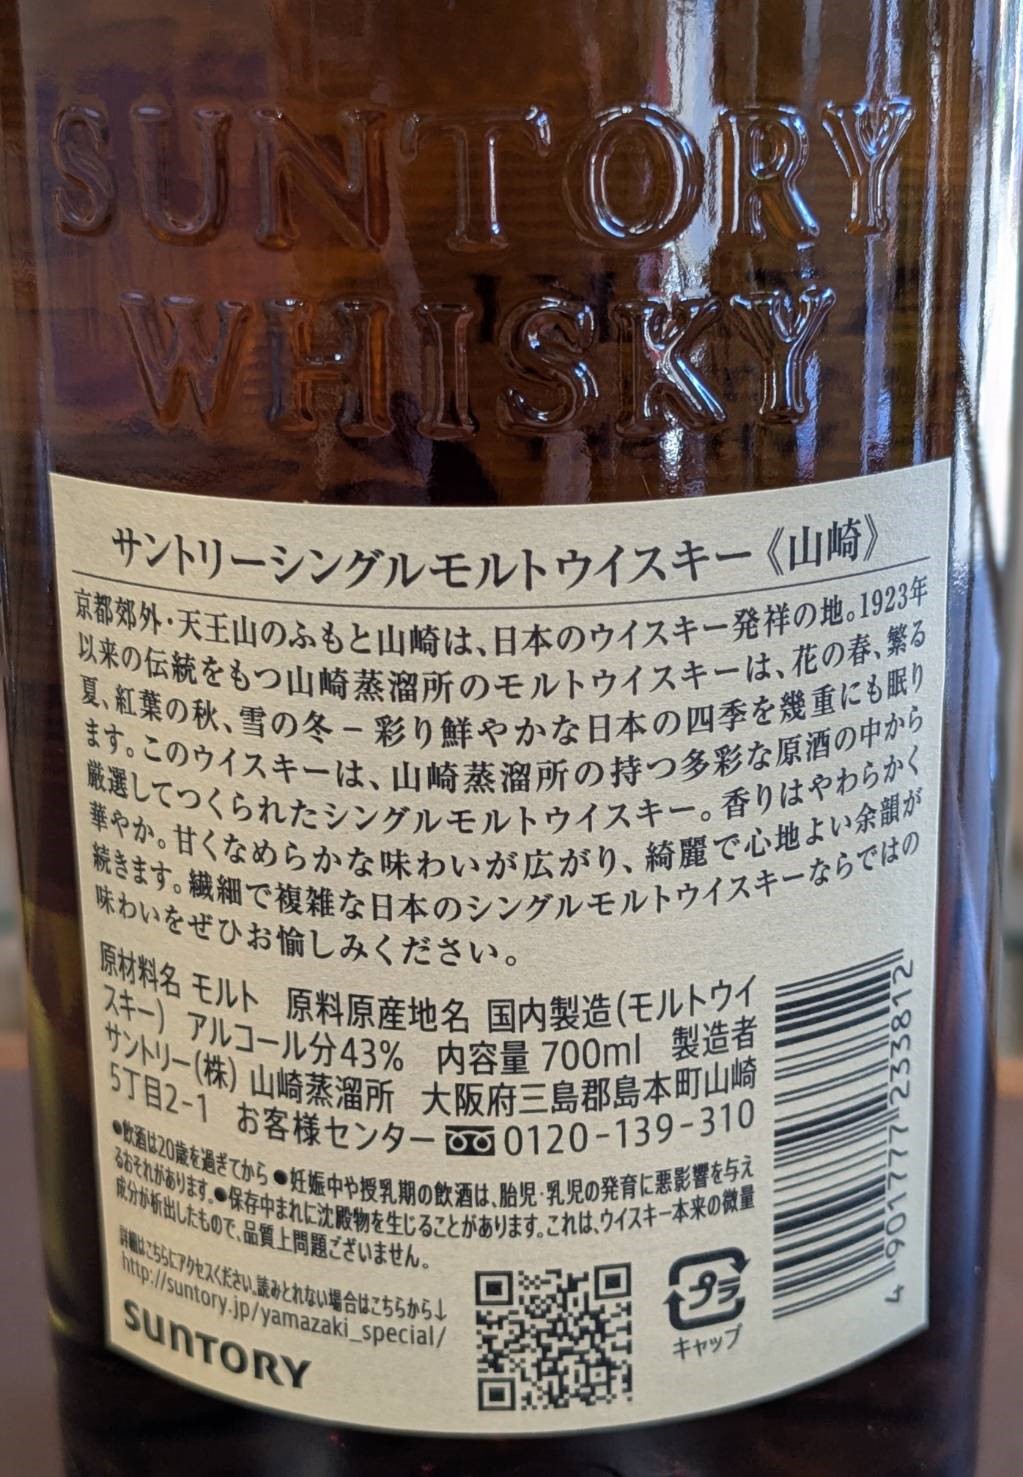 SUNTORY
WHISKY
サントリーシングルモルトウイスキー《山崎》
京都郊外・天王山のふもと山崎は、日本のウイスキー発祥の地。1923年
以来の伝統をもつ山崎蒸溜所のモルトウイスキーは、花の春、繁る
夏、紅葉の秋、雪の冬－彩り鮮やかな日本の四季を幾重にも眠り
ます。このウイスキーは、山崎蒸溜所の持つ多彩な原酒の中から
厳選してつくられたシングルモルトウイスキー。香りはやわらかく
華やか。甘くなめらかな味わいが広がり、綺麗で心地よい余韻が
続きます。繊細で複雑な日本のシングルモルトウイスキーならではの
味わいをぜひお愉しみください。
原材料名 モルト 原料原産地名 国内製造(モルトウイ
スキー) アルコール分43% 内容量 700ml 製造者
サントリー(株) 山崎蒸溜所 大阪府三島郡島本町山崎
5丁目2-1 お客様センター 0120-139-310
●飲酒は20歳を過ぎてから ●妊娠中や授乳期の飲酒は、胎児・乳児の発育に悪影響を与え
るおそれがあります。●保存中まれに沈殿物を生じることがあります。これは、ウイスキー本来の微量
成分が析出したもので、品質上問題ございません。
詳細はこちらにアクセスください。読みとれない場合はこちらから↓
http://suntory.jp/yamazaki_special/
SUNTORY
プラ
キャップ
4 901777 233812